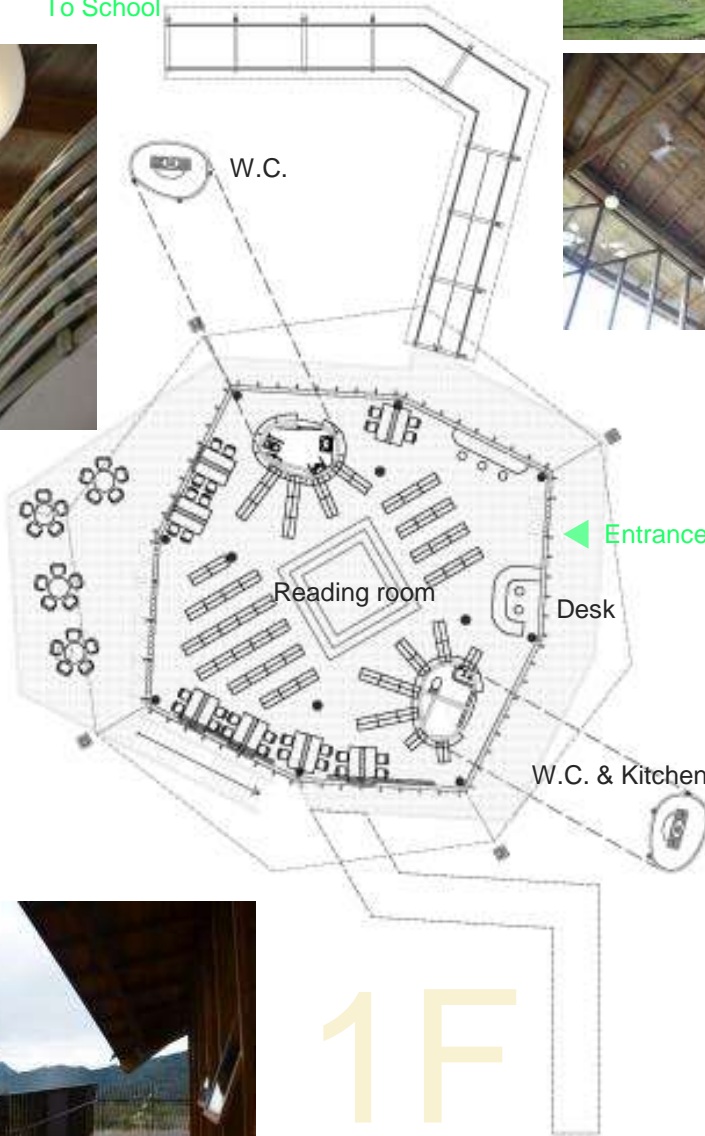 To School
W.C.
Entrance
Reading room
Desk
W.C. & Kitchen
1F